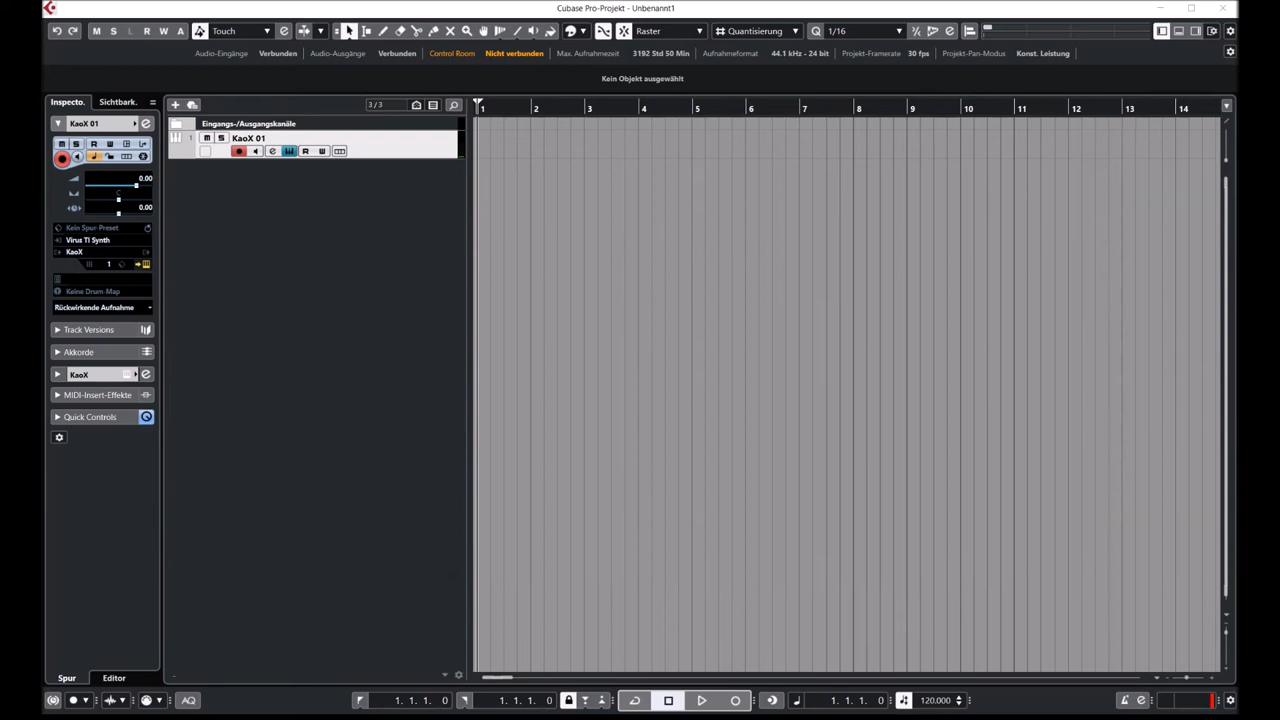 Cubase Pro-Projekt - Unbenannt1
M S L R W A Touch Raster Quantisierung 1/16
Audio-Eingänge Verbunden Audio-Ausgänge Verbunden Control Room Nicht verbunden Max. Aufnahmezeit 3192 Std 50 Min Aufnahmeformat 44.1 kHz - 24 bit Projekt-Framerate 30 fps Projekt-Pan-Modus Konst. Leistung
Kein Objekt ausgewählt
Inspecto. Sichtbark. 3 / 3 1 2 3 4 5 6 7 8 9 10 11 12 13 14
KaoX 01 Eingangs-/Ausgangskanäle
1 M S KaoX 01
M S R W
R W
0.00
C
0.00
Kein Spur-Preset
Virus TI Synth
KaoX
1
Keine Drum-Map
Rückwirkende Aufnahme
Track Versions
Akkorde
KaoX
MIDI-Insert-Effekte
Quick Controls
Spur Editor
AQ 1. 1. 1. 0 1. 1. 1. 0 1. 1. 1. 0 120.000